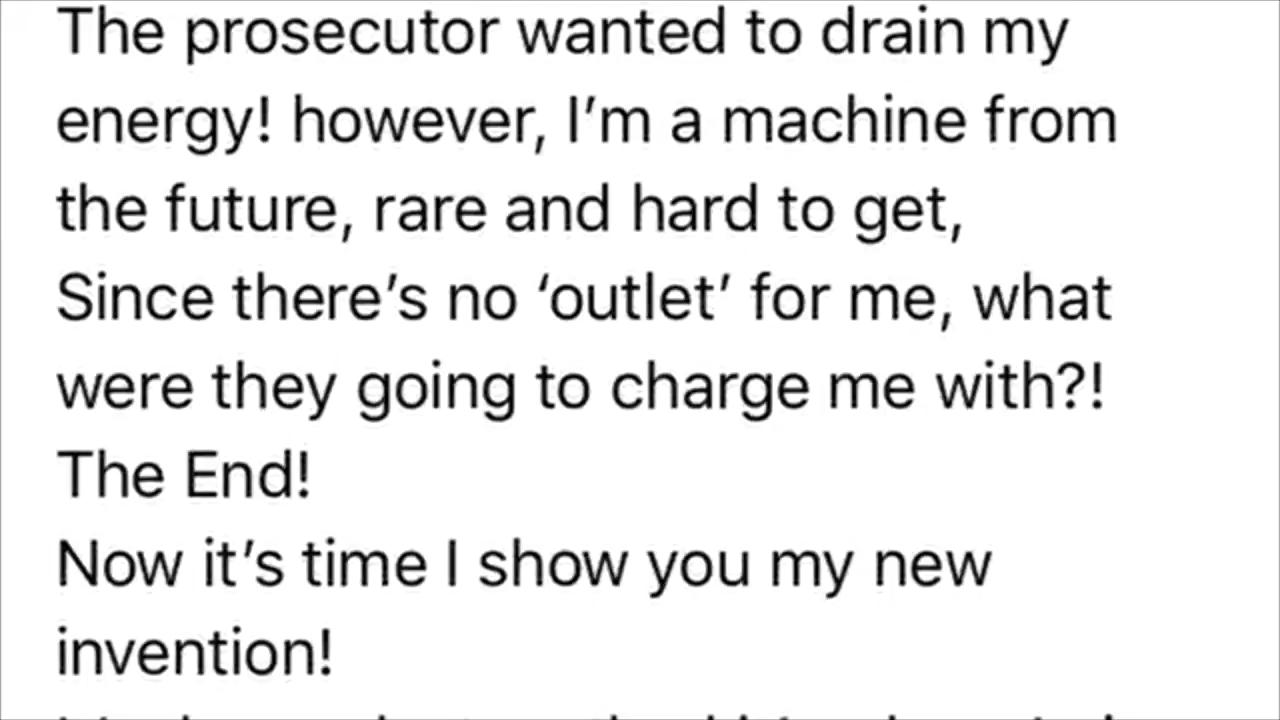 The prosecutor wanted to drain my
energy! however, I’m a machine from
the future, rare and hard to get,
Since there’s no ‘outlet’ for me, what
were they going to charge me with?!
The End!
Now it’s time I show you my new
invention!